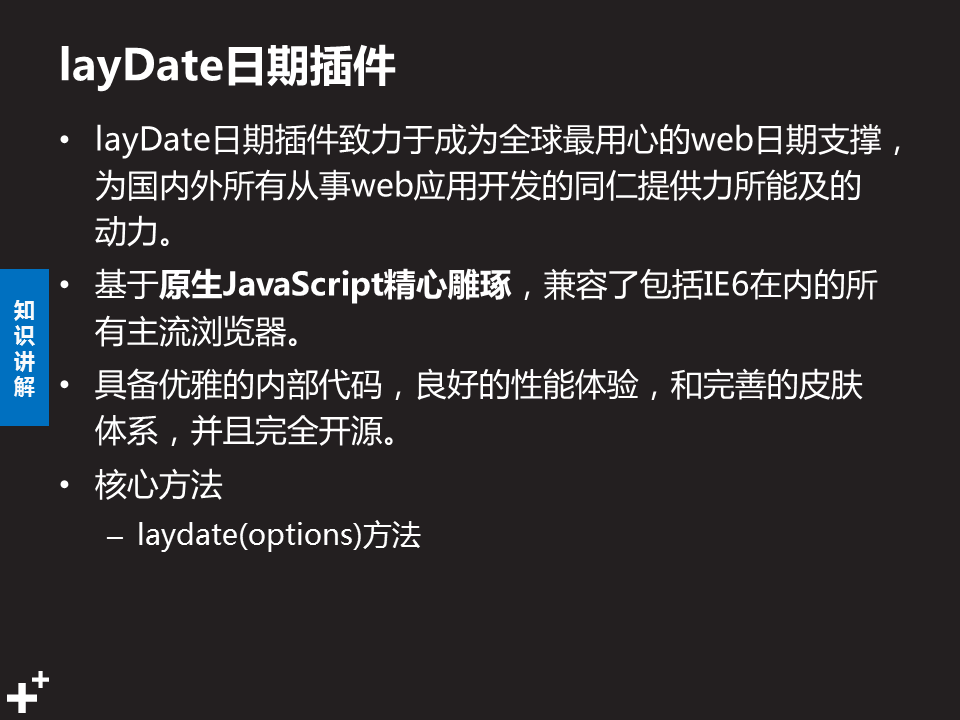 layDate日期插件
• layDate日期插件致力于成为全球最用心的web日期支撑，
为国内外所有从事web应用开发的同仁提供力所能及的
动力。
• 基于原生JavaScript精心雕琢，兼容了包括IE6在内的所
有主流浏览器。
• 具备优雅的内部代码，良好的性能体验，和完善的皮肤
体系，并且完全开源。
• 核心方法
– laydate(options)方法
知
识
讲
解